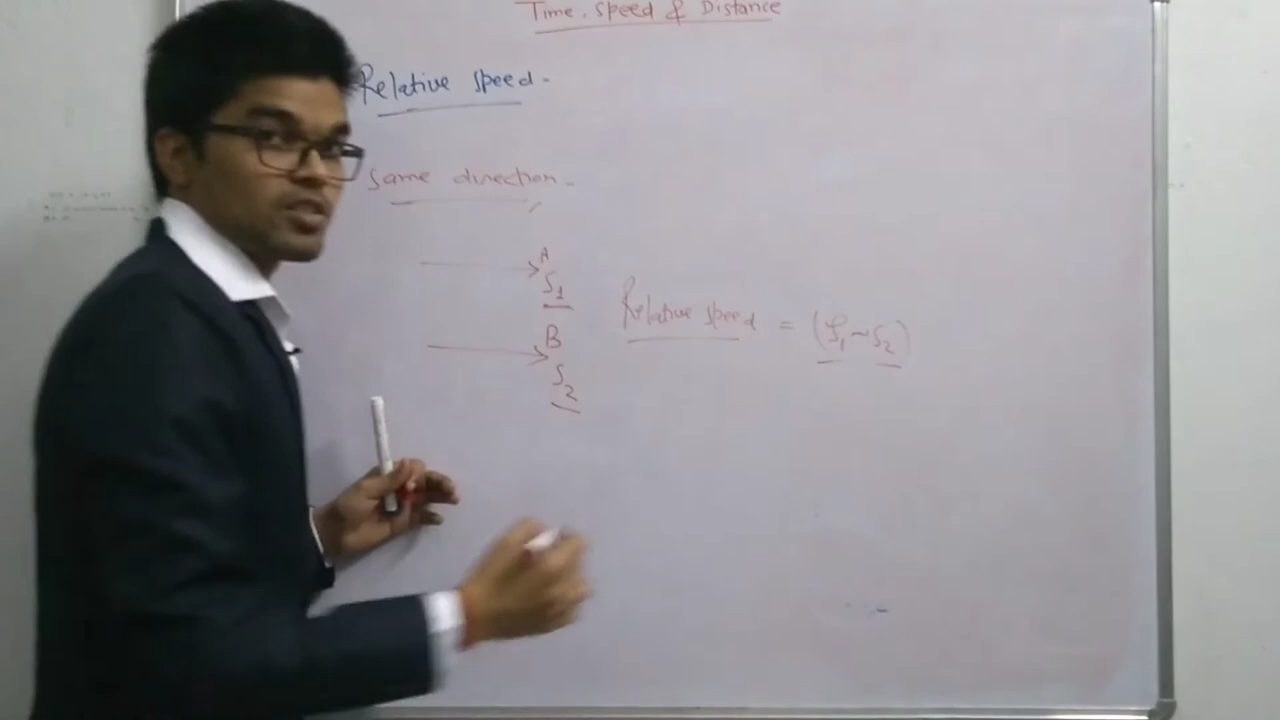 Time, Speed & Distance
Relative speed -
Same direction -
A
S1
B
S2
Relative speed = (S1 ~ S2)